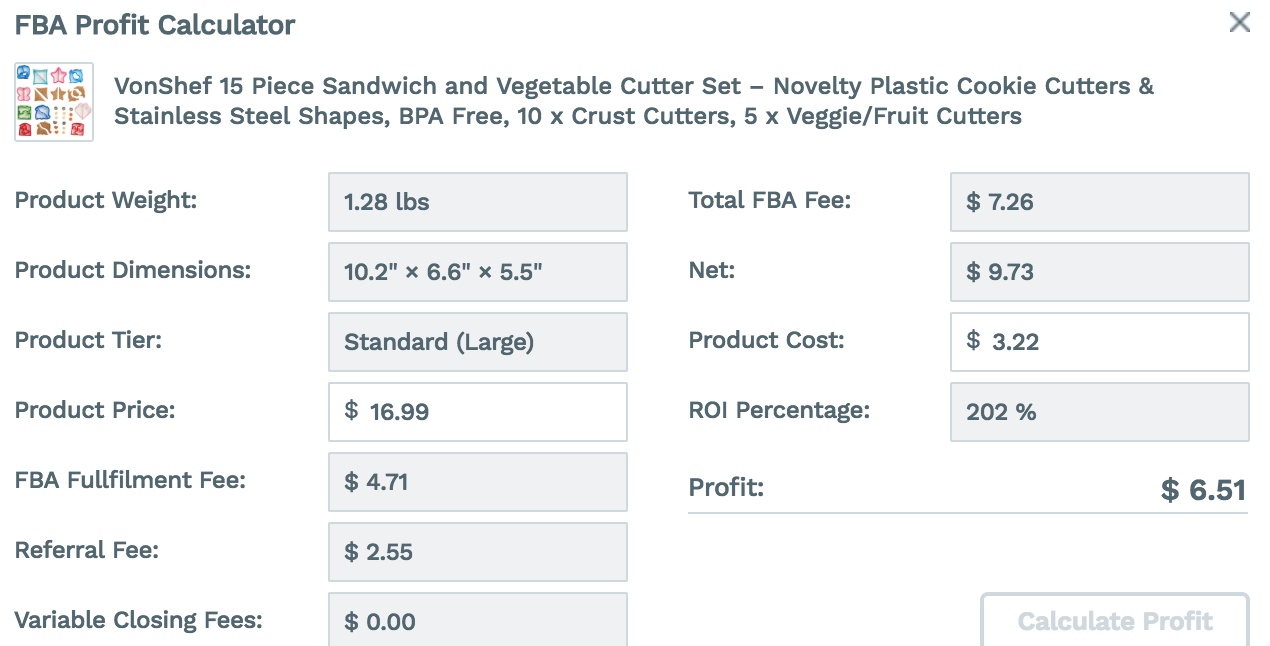 FBA Profit Calculator
VonShef 15 Piece Sandwich and Vegetable Cutter Set – Novelty Plastic Cookie Cutters &
Stainless Steel Shapes, BPA Free, 10 x Crust Cutters, 5 x Veggie/Fruit Cutters
Product Weight: 1.28 lbs
Product Dimensions: 10.2" × 6.6" × 5.5"
Product Tier: Standard (Large)
Product Price: $ 16.99
FBA Fullfilment Fee: $ 4.71
Referral Fee: $ 2.55
Variable Closing Fees: $ 0.00
Total FBA Fee: $ 7.26
Net: $ 9.73
Product Cost: $ 3.22
ROI Percentage: 202 %
Profit: $ 6.51
Calculate Profit